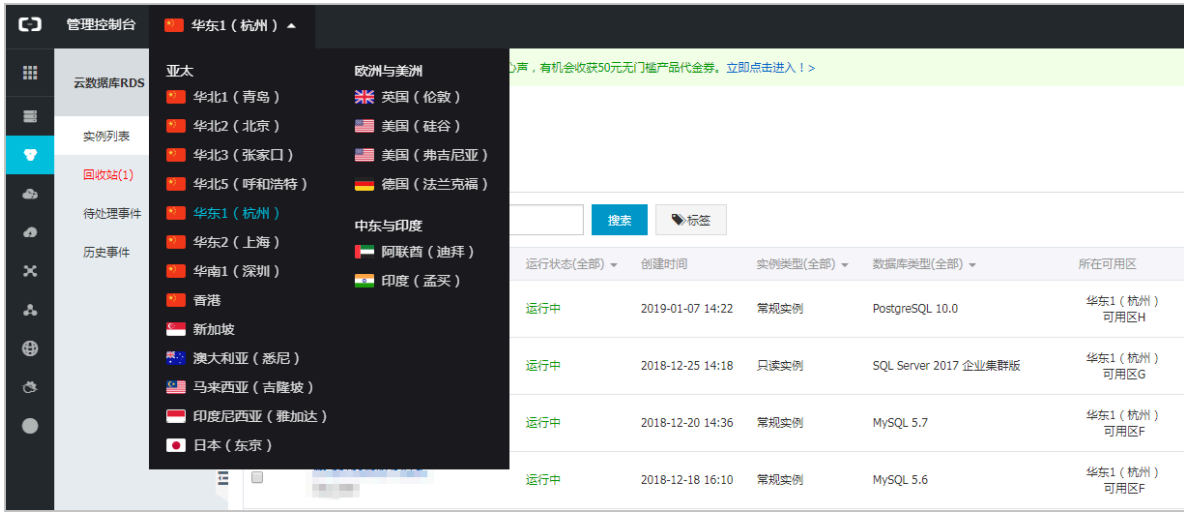 管理控制台
华东1 ( 杭州 )
云数据库RDS
实例列表
回收站(1)
待处理事件
历史事件
亚太
华北1 ( 青岛 )
华北2 ( 北京 )
华北3 ( 张家口 )
华北5 ( 呼和浩特 )
华东1 ( 杭州 )
华东2 ( 上海 )
华南1 ( 深圳 )
香港
新加坡
澳大利亚 ( 悉尼 )
马来西亚 ( 吉隆坡 )
印度尼西亚 ( 雅加达 )
日本 ( 东京 )
欧洲与美洲
英国 ( 伦敦 )
美国 ( 硅谷 )
美国 ( 弗吉尼亚 )
德国 ( 法兰克福 )
中东与印度
阿联酋 ( 迪拜 )
印度 ( 孟买 )
心声，有机会收获50元无门槛产品代金券。立即点击进入！>
搜索
标签
运行状态(全部) 创建时间 实例类型(全部) 数据库类型(全部) 所在可用区
运行中 2019-01-07 14:22 常规实例 PostgreSQL 10.0 华东1 ( 杭州 )
可用区H
运行中 2018-12-25 14:18 只读实例 SQL Server 2017 企业集群版 华东1 ( 杭州 )
可用区G
运行中 2018-12-20 14:36 常规实例 MySQL 5.7 华东1 ( 杭州 )
可用区F
运行中 2018-12-18 16:10 常规实例 MySQL 5.6 华东1 ( 杭州 )
可用区F